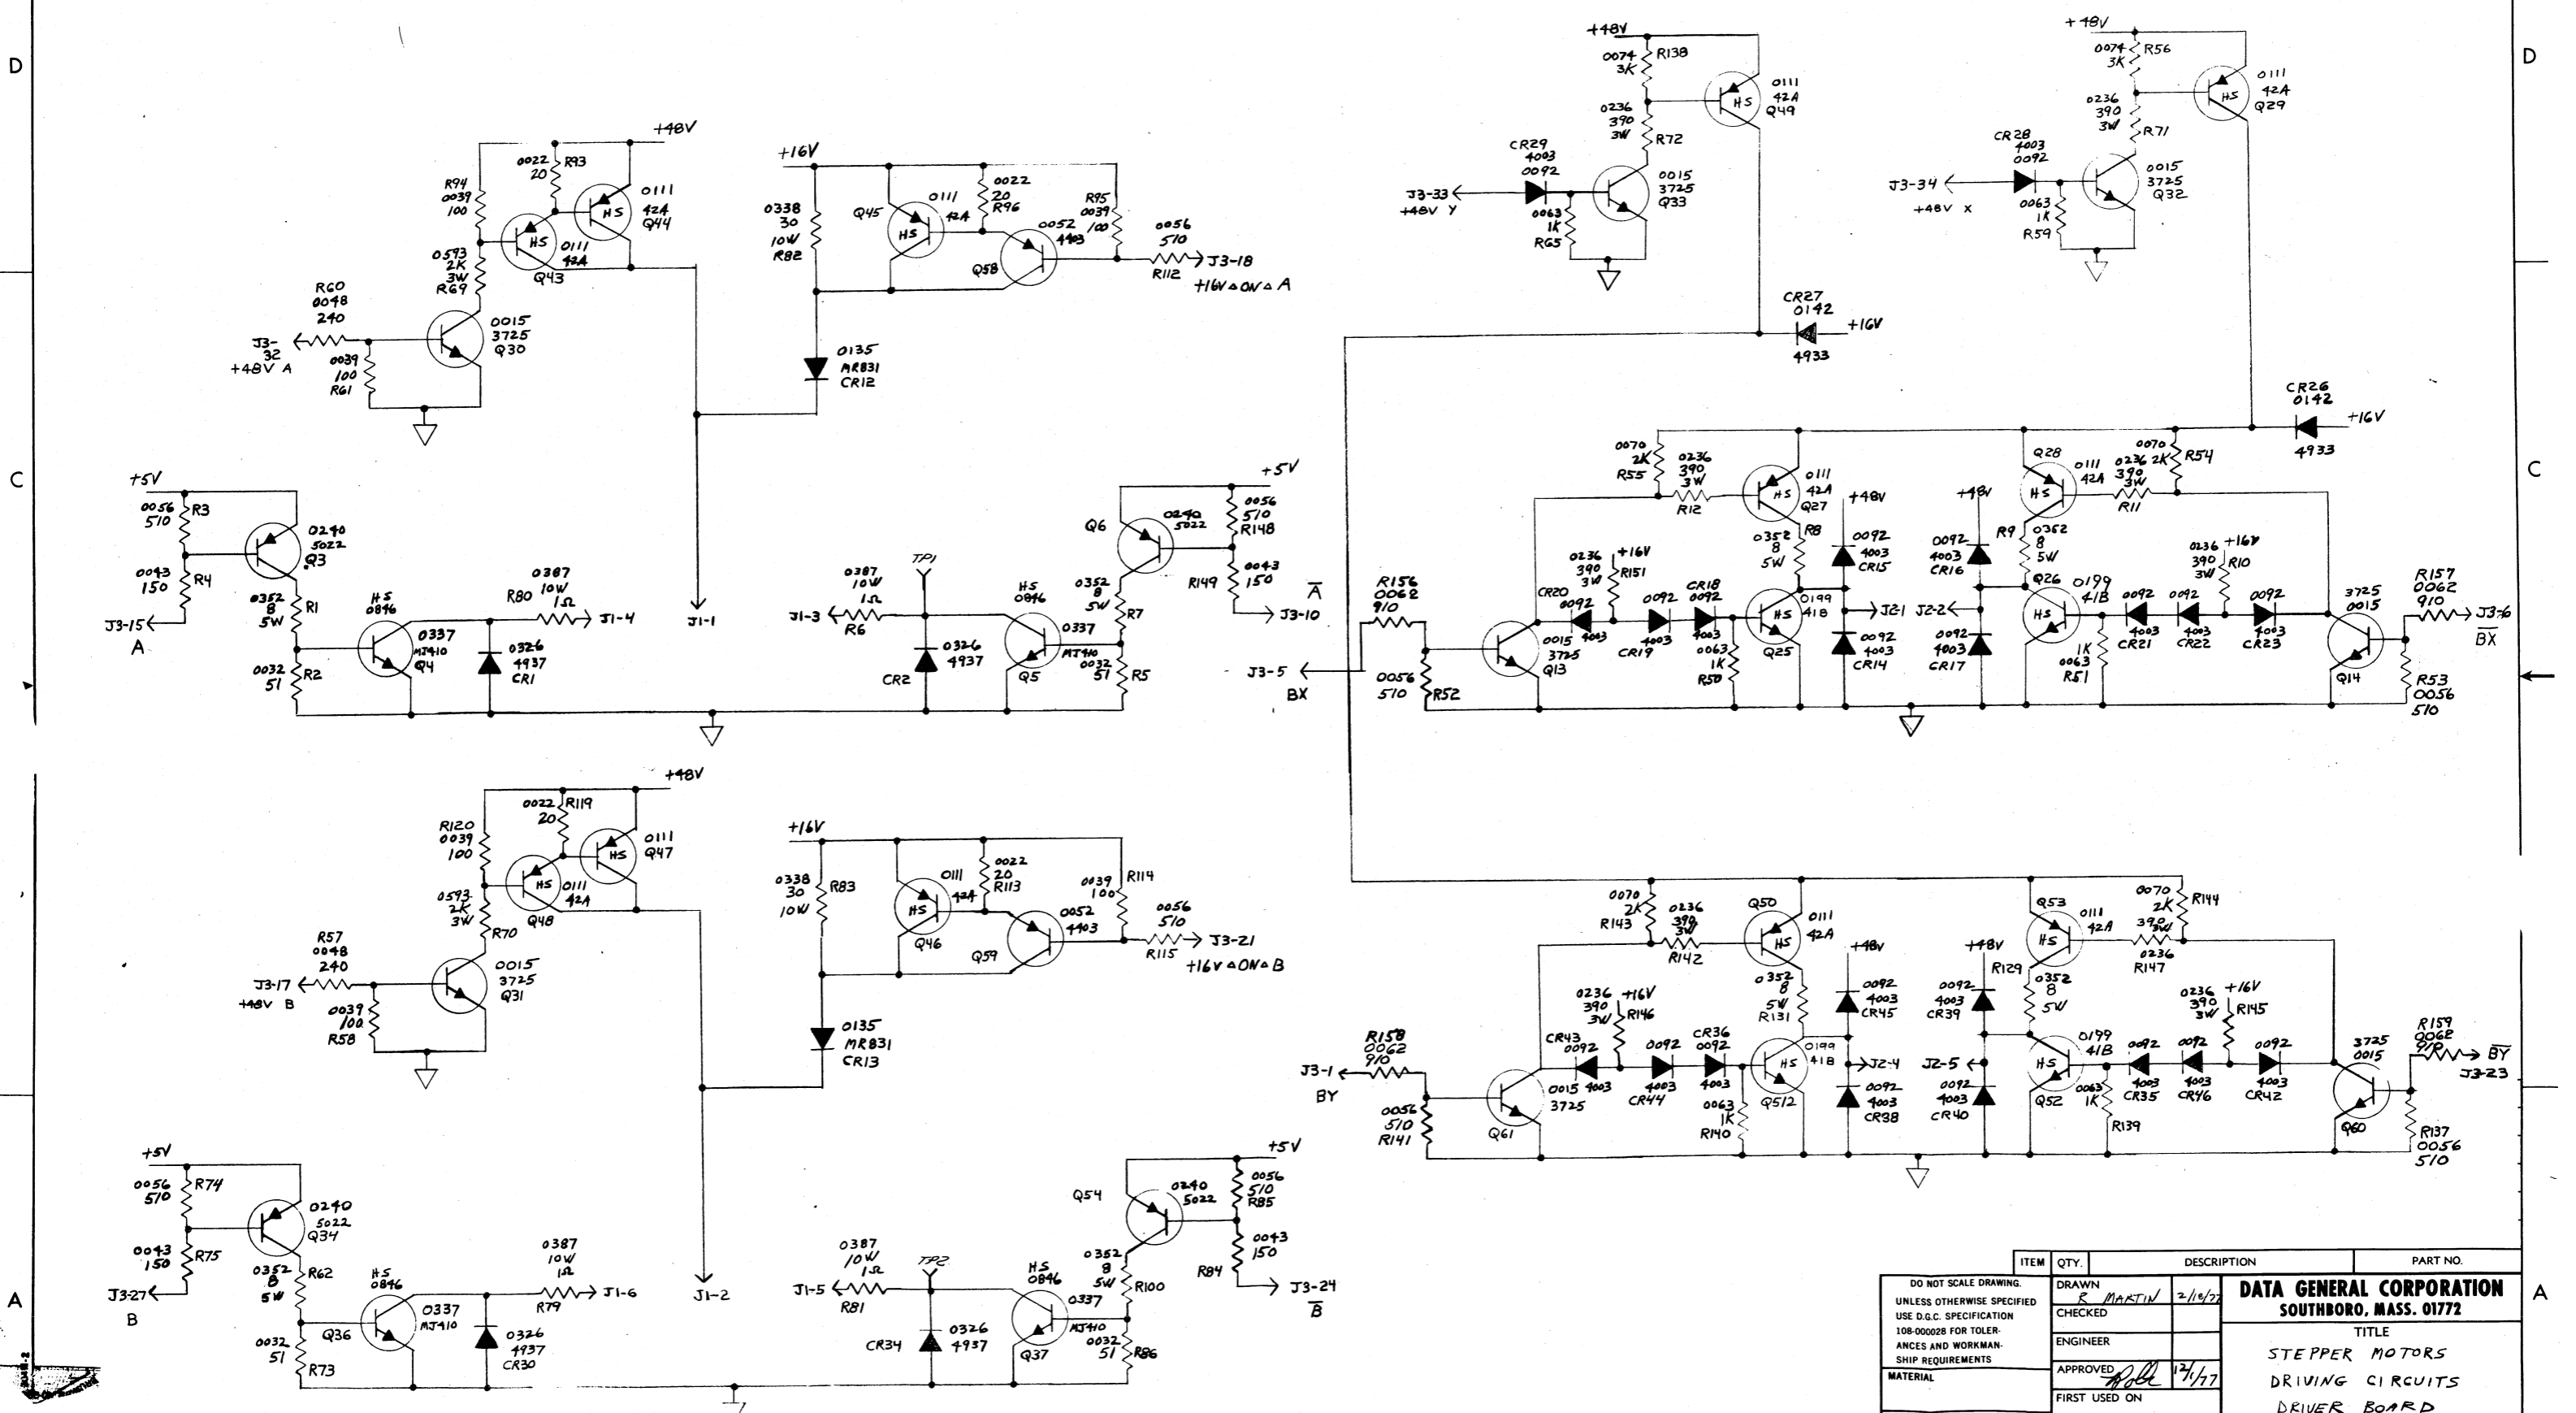 D
+48V
0022
20
R93
R94
0039
100
0111
42A
Q44
HS
HS
0111
42A
Q43
0593
2K
3W
R69
R60
0048
240
J3-
32
+48V A
0039
100
R61
0015
3725
Q30
+16V
0338
30
10W
R82
Q45
0111
42A
HS
0022
20
R96
R95
0039
100
0052
4403
Q58
0056
510
R112
J3-18
+16V△ON△A
0135
MR831
CR12
+48V
0074
3K
R138
0111
42A
Q49
HS
0236
390
3W
R72
CR29
4003
0092
J3-33
+48V Y
0063
1K
R65
0015
3725
Q33
CR27
0142
+16V
4933
+48V
0074
3K
R56
0111
42A
Q29
HS
0236
390
3W
R71
CR28
4003
0092
J3-34
+48V X
0063
1K
R59
0015
3725
Q32
CR26
0142
+16V
4933
D
C
+5V
0056
510
R3
0240
5022
Q3
0043
150
R4
J3-15
A
0352
8
5W
R1
0032
51
R2
HS
0846
0337
MJ410
Q4
R80
0387
10W
1Ω
J1-4
0326
4937
CR1
J1-1
J1-3
0387
10W
1Ω
R6
TP1
CR2
0326
4937
HS
0846
0337
MJ410
Q5
+5V
Q6
0240
5022
0056
510
R148
R149
0043
150
J3-10
A
0352
8
5W
R7
0032
51
R5
0070
2K
R55
0236
390
3W
R12
0111
42A
Q27
HS
R8
0352
8
5W
+48V
0092
4003
CR15
+48V
0092
4003
CR16
Q28
HS
0111
42A
0236
390
3W
R11
0070
2K
R54
R9
0352
8
5W
R156
0062
910
J3-5
BX
0056
510
R52
0015
3725
Q13
CR20
0092
4003
0236
390
3W
+16V
R151
0092
4003
CR19
CR18
0092
4003
0063
1K
R50
HS
0199
41B
Q25
J2-1
J2-2
0092
4003
CR14
0092
4003
CR17
Q26
0199
41B
HS
1K
0063
R51
0092
4003
CR21
0092
CR22
0236
390
3W
+16V
R10
0092
4003
CR23
3725
0015
Q14
R157
0062
910
J3-6
BX
R53
0056
510
C
+48V
0022
20
R119
R120
0039
100
0111
42A
Q47
HS
HS
0111
42A
Q48
0593
2K
3W
R70
R57
0048
240
J3-17
+48V B
0039
100
R58
0015
3725
Q31
+16V
0338
30
10W
R83
0111
42A
HS
Q46
0022
20
R113
0039
100
R114
0052
4403
Q59
0056
510
R115
J3-21
+16V△ON△B
0135
MR831
CR13
0070
2K
R143
0236
390
3W
R142
Q50
0111
42A
HS
0352
8
5W
R131
+48V
0092
4003
CR45
+48V
0092
4003
CR39
Q53
0111
42A
HS
390
3W
0236
R147
0070
2K
R144
R129
0352
8
5W
R158
0062
910
J3-1
BY
0056
510
R141
0015
3725
Q61
CR43
0092
4003
0236
390
3W
+16V
R146
0092
CR44
CR36
0092
4003
0063
1K
R140
HS
0199
41B
Q512
J2-4
J2-5
0092
4003
CR38
0092
4003
CR40
0199
41B
HS
Q52
0063
1K
R139
0092
4003
CR35
0092
4003
CR46
0236
390
3W
+16V
R145
0092
4003
CR42
3725
0015
Q60
R159
0062
910
BY
J3-23
R137
0056
510
+5V
0056
510
R74
0240
5022
Q34
0043
150
R75
J3-27
B
0352
8
5W
R62
0032
51
R73
HS
0846
0337
MJ410
Q36
0387
10W
1Ω
R79
J1-6
0326
4937
CR30
J1-2
J1-5
0387
10W
1Ω
R81
TP2
CR34
0326
4937
HS
0846
0337
MJ410
Q37
+5V
Q54
0240
5022
0056
510
R85
R84
0043
150
J3-24
B
0352
8
5W
R100
0032
51
R86
A
A
ITEM QTY. DESCRIPTION PART NO.
DO NOT SCALE DRAWING.
UNLESS OTHERWISE SPECIFIED
USE D.G.C. SPECIFICATION
108-000028 FOR TOLER-
ANCES AND WORKMAN-
SHIP REQUIREMENTS
MATERIAL
DRAWN
R MARTIN 2/18/77
CHECKED
ENGINEER
APPROVED 12/1/77
FIRST USED ON
DATA GENERAL CORPORATION
SOUTHBORO, MASS. 01772
TITLE
STEPPER MOTORS
DRIVING CIRCUITS
DRIVER BOARD